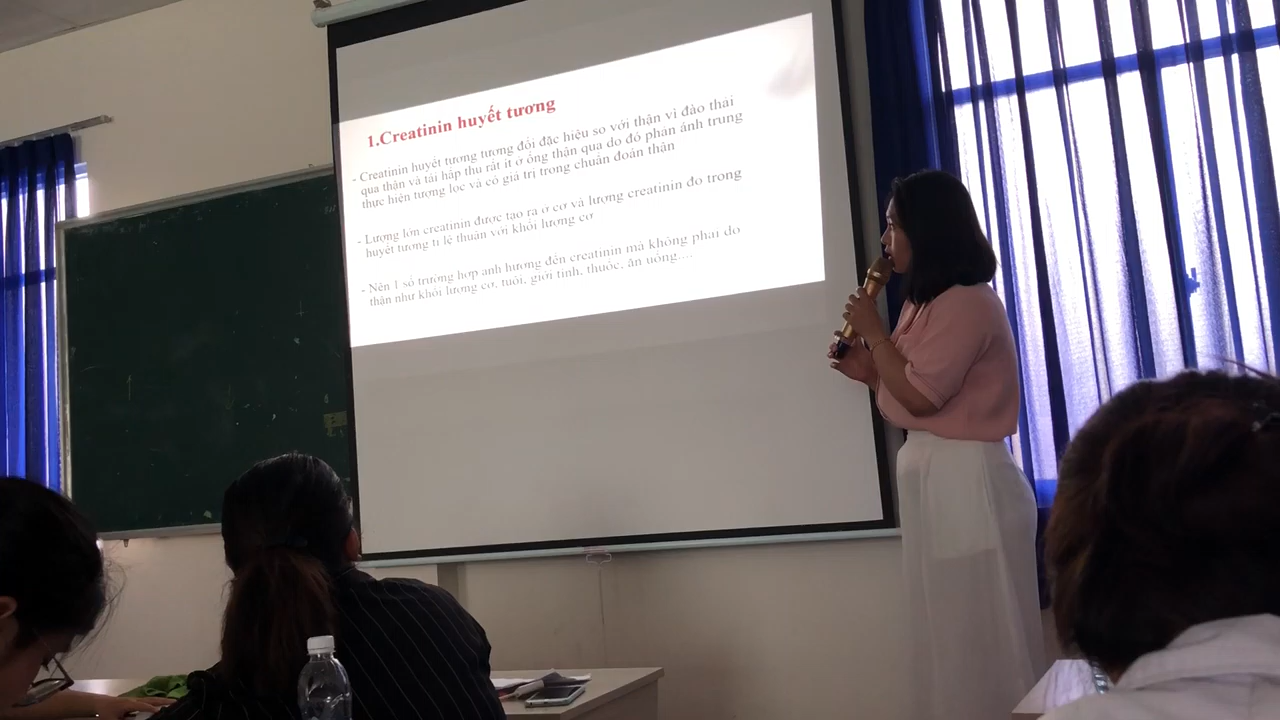 1.Creatinin huyết tương
- Creatinin huyết tương tương đối đặc hiệu so với thận vì đào thải
qua thận và tái hấp thu rất ít ở ống thận qua do đó phản ánh trung
thực hiện tượng lọc và có giá trị trong chuẩn đoán thận
- Lượng lớn creatinin được tạo ra ở cơ và lượng creatinin đo trong
huyết tương tỉ lệ thuận với khối lượng cơ
- Nên 1 số trường hợp ảnh hưởng đến creatinin mà không phải do
thận như khối lượng cơ, tuổi, giới tính, thuốc, ăn uống....